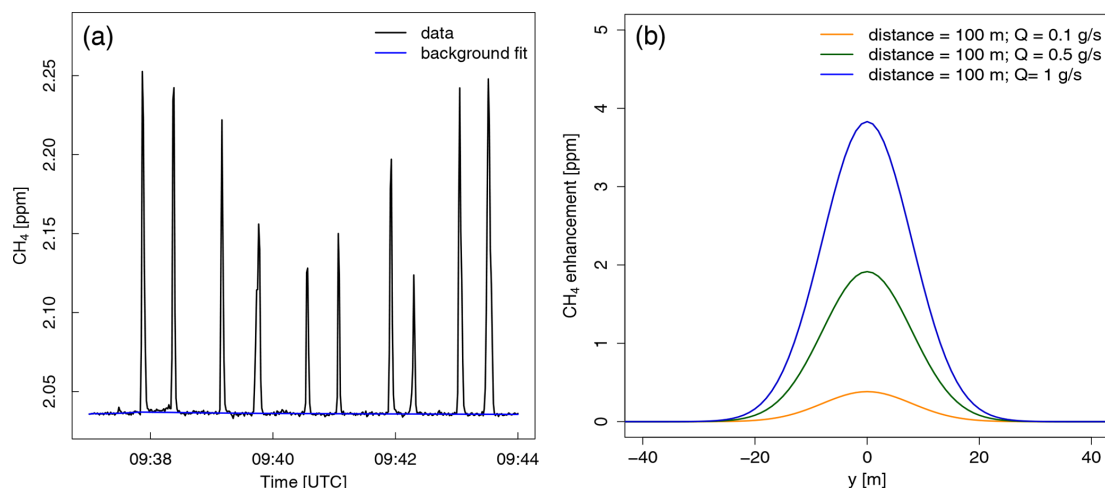 (a)
data
background fit
CH₄ [ppm]
2.25
2.20
2.15
2.10
2.05
09:38
09:40
09:42
09:44
Time [UTC]
(b)
distance = 100 m; Q = 0.1 g/s
distance = 100 m; Q = 0.5 g/s
distance = 100 m; Q= 1 g/s
CH₄ enhancement [ppm]
5
4
3
2
1
0
−40
−20
0
20
40
y [m]